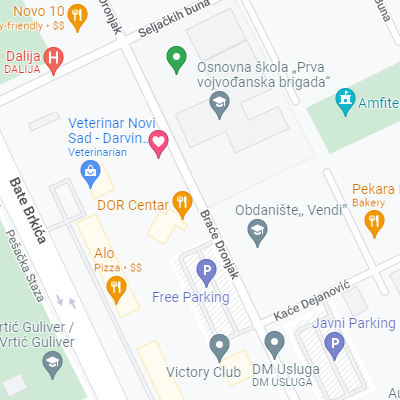 Novo 10
y-friendly • $$
Dronjak
Seljačkih buna
Buna
Dalija
DALIJA
Osnovna škola „Prva
vojvođanska brigada“
Amfite
Veterinar Novi
Sad - Darvin...
Veterinarian
Bate Brkića
Pešačka Staza
DOR Centar
Braće Dronjak
Obdanište,, Vendi”
Pekara
Bakery
Alo
Pizza • $$
Free Parking
Kaće Dejanović
Javni Parking
rtić Guliver /
Vrtić Guliver
Victory Club
DM Usluga
DM USLUGA
Au